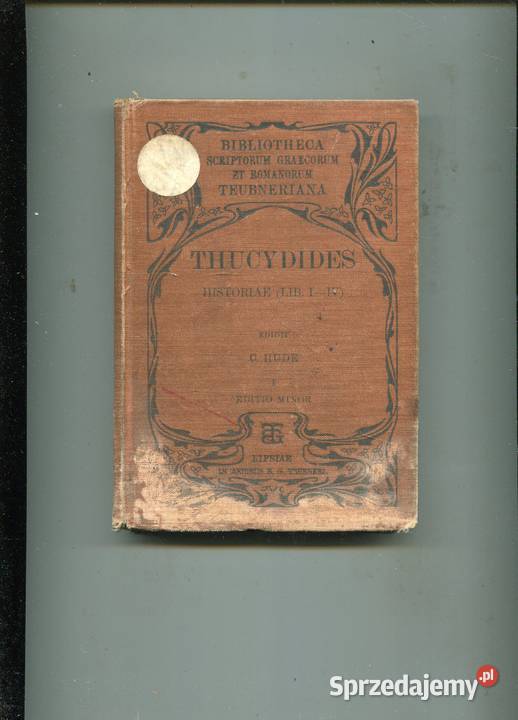 BIBLIOTHECA
SCRIPTORUM GRAECORUM
ET ROMANORUM
TEUBNERIANA
THUCYDIDES
HISTORIAE (LIB. I—IV)
EDIDIT
C. HUDE
I
EDITIO MINOR
BTG
LIPSIAE
IN AEDIBUS B. G. TEUBNERI
Sprzedajemy.pl